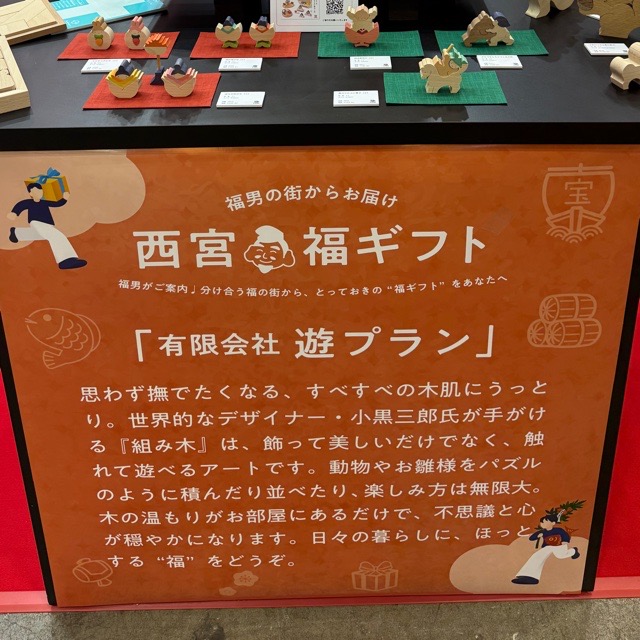 福男の街からお届け
西宮 福ギフト
福男がご案内♩分け合う福の街から、とっておきの“福ギフト”をあなたへ
「有限会社 遊プラン」
思わず撫でたくなる、すべすべの木肌にうっと
り。世界的なデザイナー・小黒三郎氏が手がけ
る『組み木』は、飾って美しいだけでなく、触
れて遊べるアートです。動物やお雛様をパズル
のように積んだり並べたり、楽しみ方は無限大。
木の温もりがお部屋にあるだけで、不思議と心
が穏やかになります。日々の暮らしに、ほっと
する“福”をどうぞ。
宝